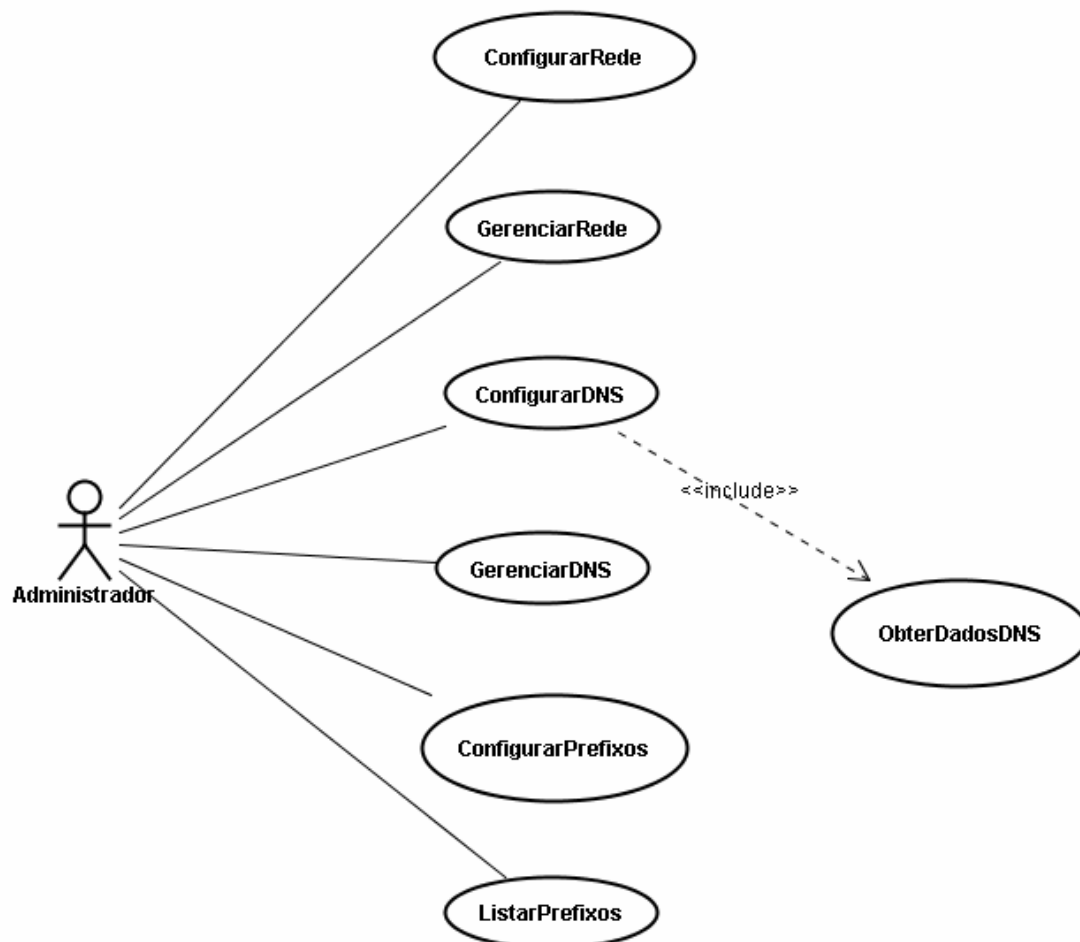 ConfigurarRede
GerenciarRede
ConfigurarDNS
<<include>>
GerenciarDNS
Administrador
ObterDadosDNS
ConfigurarPrefixos
ListarPrefixos